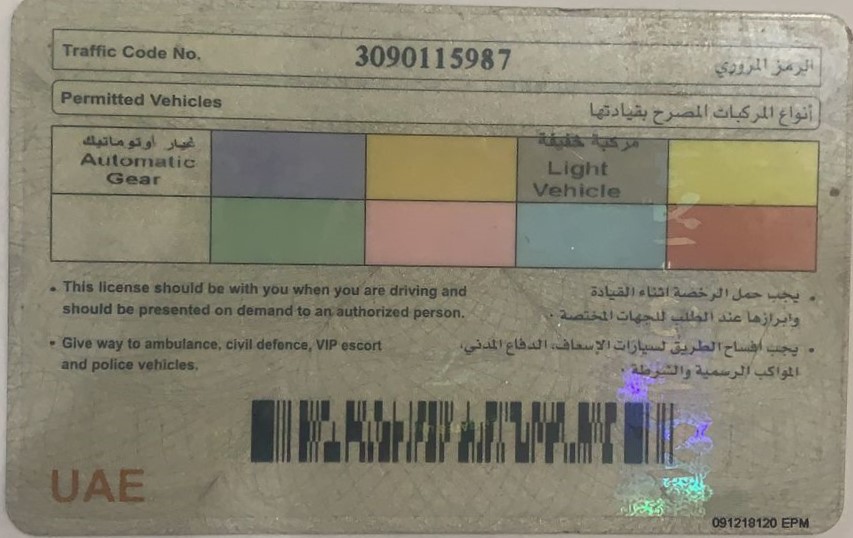 Traffic Code No. 3090115987 الرمز المروري
Permitted Vehicles أنواع المركبات المصرح بقيادتها
غيار أوتوماتيك
Automatic
Gear
مركبة خفيفة
Light
Vehicle
• This license should be with you when you are driving and
should be presented on demand to an authorized person.
• يجب حمل الرخصة اثناء القيادة
وابرازها عند الطلب للجهات المختصة .
• Give way to ambulance, civil defence, VIP escort
and police vehicles.
• يجب إفساح الطريق لسيارات الإسعاف، الدفاع المدني،
المواكب الرسمية والشرطة .
UAE
091218120 EPM